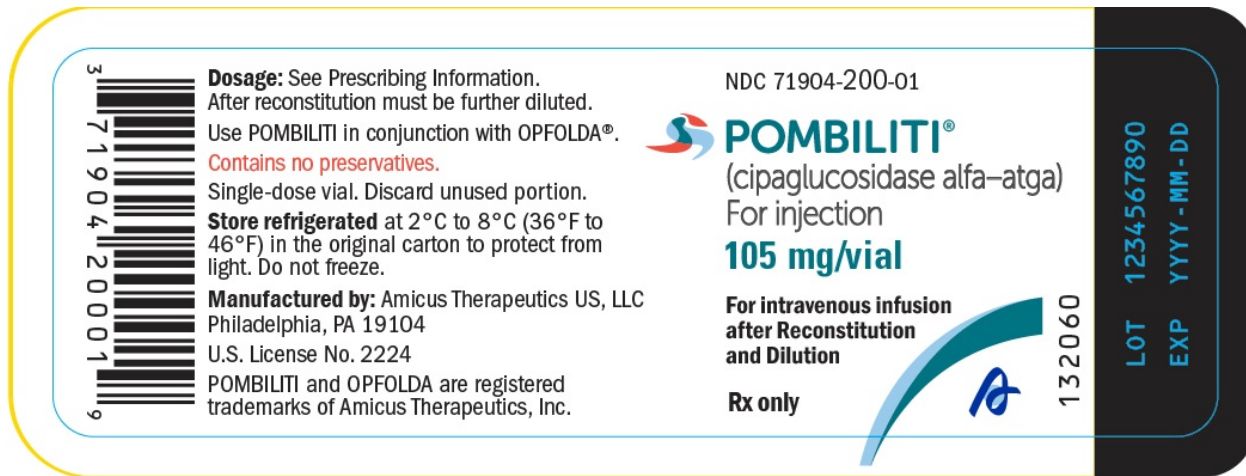 Dosage: See Prescribing Information.
After reconstitution must be further diluted.
Use POMBILITI in conjunction with OPFOLDA®.
Contains no preservatives.
Single-dose vial. Discard unused portion.
Store refrigerated at 2°C to 8°C (36°F to
46°F) in the original carton to protect from
light. Do not freeze.
Manufactured by: Amicus Therapeutics US, LLC
Philadelphia, PA 19104
U.S. License No. 2224
POMBILITI and OPFOLDA are registered
trademarks of Amicus Therapeutics, Inc.
3 71904 20001 9
NDC 71904-200-01
POMBILITI®
(cipaglucosidase alfa–atga)
For injection
105 mg/vial
For intravenous infusion
after Reconstitution
and Dilution
Rx only
132060
LOT 1234567890
EXP YYYY-MM-DD